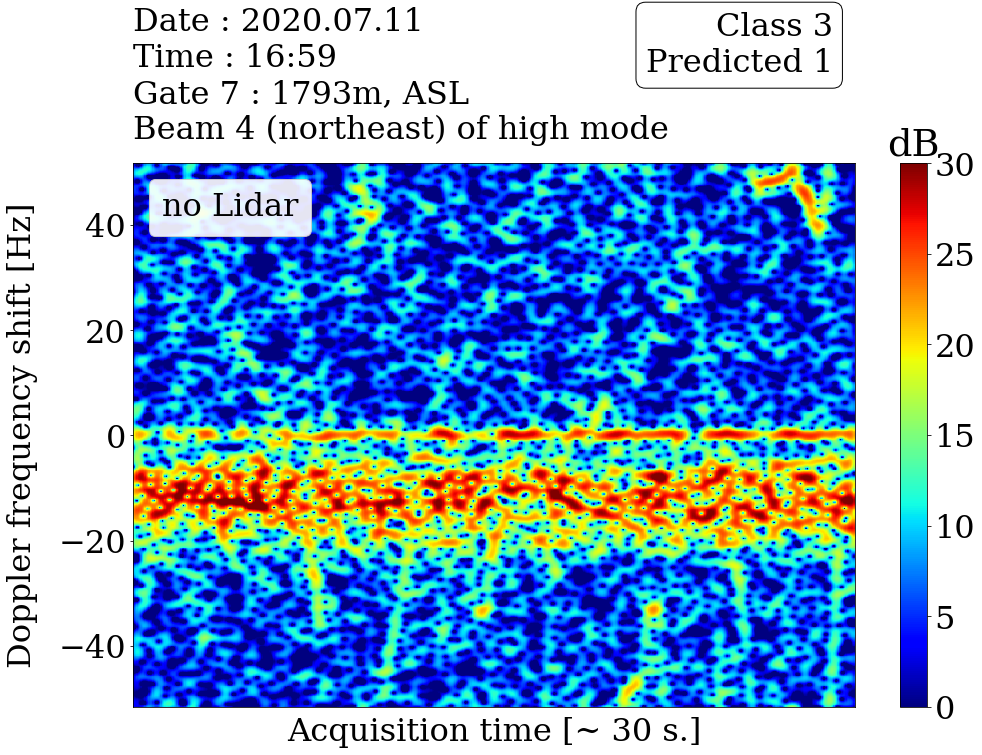 Date : 2020.07.11
Time : 16:59
Gate 7 : 1793m, ASL
Beam 4 (northeast) of high mode
Class 3
Predicted 1
dB
no Lidar
Doppler frequency shift [Hz]
40
20
0
−20
−40
30
25
20
15
10
5
0
Acquisition time [~ 30 s.]